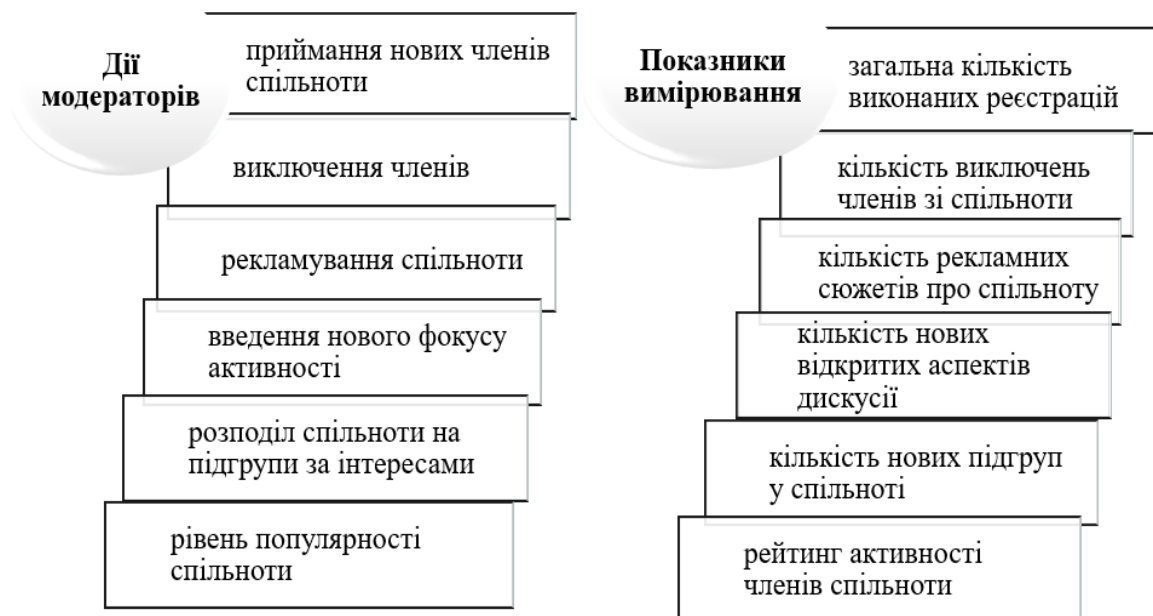 Дії
модераторів
приймання нових членів
спільноти
виключення членів
рекламування спільноти
введення нового фокусу
активності
розподіл спільноти на
підгрупи за інтересами
рівень популярності
спільноти
Показники
вимірювання
загальна кількість
виконаних реєстрацій
кількість виключень
членів зі спільноти
кількість рекламних
сюжетів про спільноту
кількість нових
відкритих аспектів
дискусії
кількість нових підгруп
у спільноті
рейтинг активності
членів спільноти